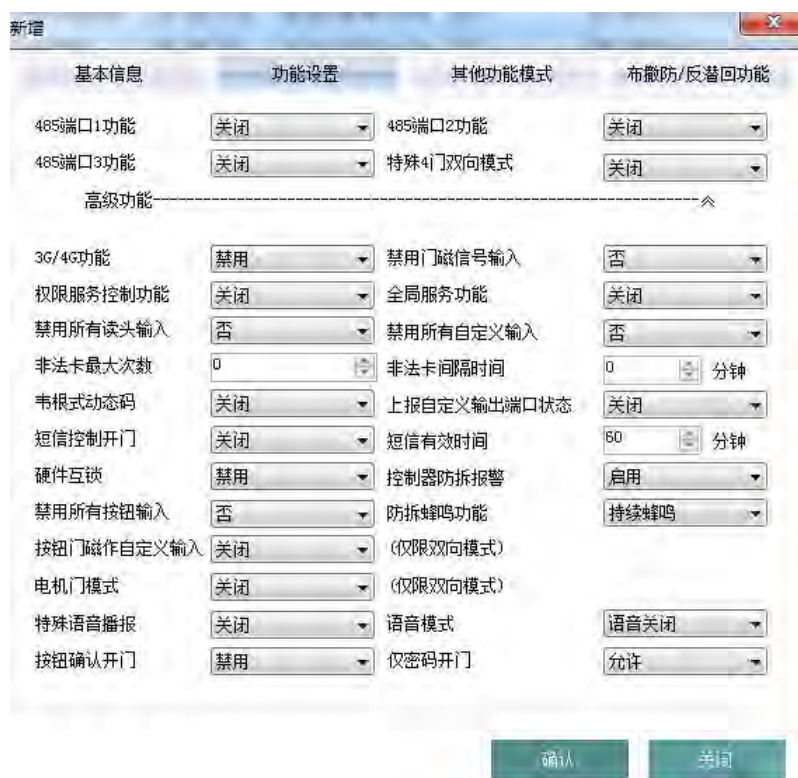 新增
基本信息 功能设置 其他功能模式 布撤防/反潜回功能
485端口1功能 关闭 485端口2功能 关闭
485端口3功能 关闭 特殊4门双向模式 关闭
高级功能
3G/4G功能 禁用 禁用门磁信号输入 否
权限服务控制功能 关闭 全局服务功能 关闭
禁用所有读头输入 否 禁用所有自定义输入 否
非法卡最大次数 0 非法卡间隔时间 0 分钟
韦根式动态码 关闭 上报自定义输出端口状态 关闭
短信控制开门 关闭 短信有效时间 60 分钟
硬件互锁 禁用 控制器防拆报警 启用
禁用所有按钮输入 否 防拆蜂鸣功能 持续蜂鸣
按钮门磁作自定义输入 关闭 (仅限双向模式)
电机门模式 关闭 (仅限双向模式)
特殊语音播报 关闭 语音模式 语音关闭
按钮确认开门 禁用 仅密码开门 允许
确认 关闭